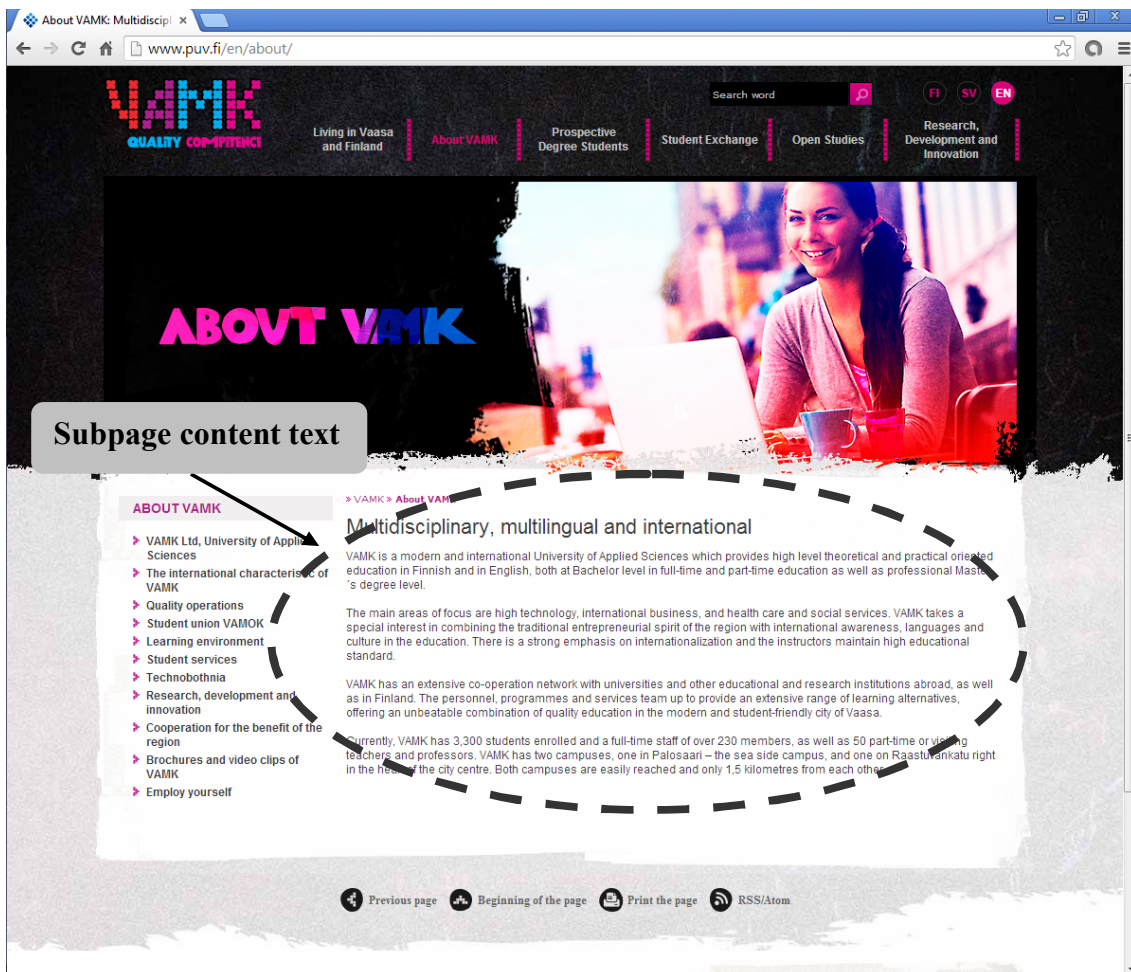 About VAMK: Multidiscipl
www.puv.fi/en/about/
VAMK
QUALITY COMPETENCE
Search word
FI SV EN
Living in Vaasa
and Finland
About VAMK
Prospective
Degree Students
Student Exchange
Open Studies
Research,
Development and
Innovation
ABOUT VAMK
Subpage content text
ABOUT VAMK
VAMK Ltd, University of Applied
Sciences
The international characteristic of
VAMK
Quality operations
Student union VAMOK
Learning environment
Student services
Technobothnia
Research, development and
innovation
Cooperation for the benefit of the
region
Brochures and video clips of
VAMK
Employ yourself
» VAMK » About VAMK
Multidisciplinary, multilingual and international
VAMK is a modern and international University of Applied Sciences which provides high level theoretical and practical oriented
education in Finnish and in English, both at Bachelor level in full-time and part-time education as well as professional Master
´s degree level.
The main areas of focus are high technology, international business, and health care and social services. VAMK takes a
special interest in combining the traditional entrepreneurial spirit of the region with international awareness, languages and
culture in the education. There is a strong emphasis on internationalization and the instructors maintain high educational
standard.
VAMK has an extensive co-operation network with universities and other educational and research institutions abroad, as well
as in Finland. The personnel, programmes and services team up to provide an extensive range of learning alternatives,
offering an unbeatable combination of quality education in the modern and student-friendly city of Vaasa.
Currently, VAMK has 3,300 students enrolled and a full-time staff of over 230 members, as well as 50 part-time or visiting
teachers and professors. VAMK has two campuses, one in Palosaari – the sea side campus, and one on Raastuvankatu right
in the heart of the city centre. Both campuses are easily reached and only 1,5 kilometres from each other.
Previous page Beginning of the page Print the page RSS/Atom